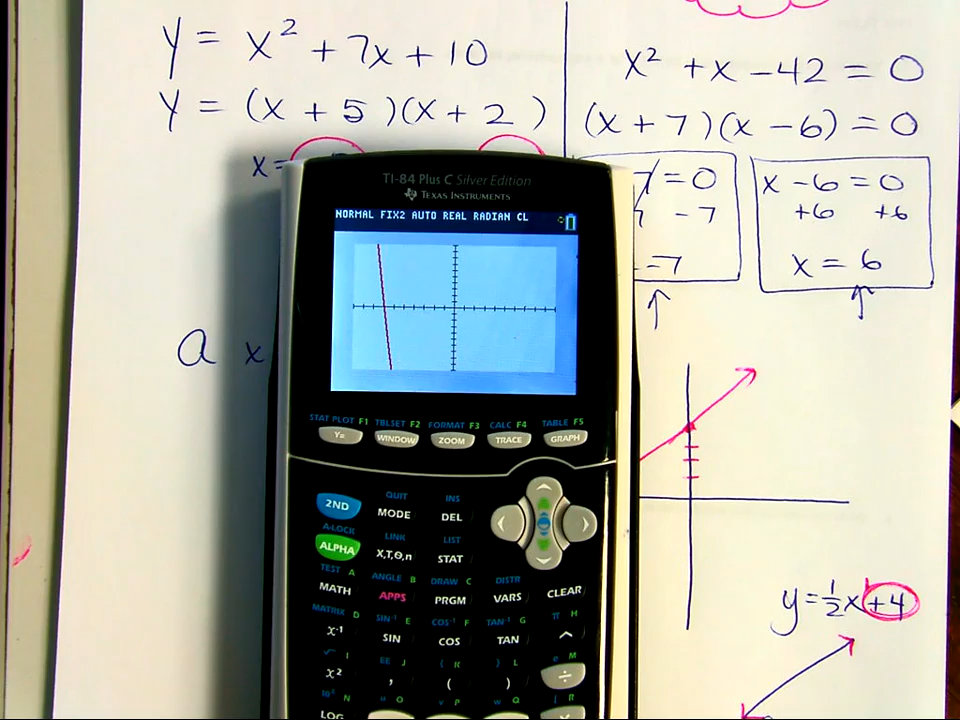 y = x² + 7x + 10
y = (x + 5)(x + 2)
x =
a x
x² + x - 42 = 0
(x + 7)(x - 6) = 0
7 = 0
- 7
-7
x - 6 = 0
+6 +6
x = 6
y = ½x +4
TI-84 Plus C Silver Edition
TEXAS INSTRUMENTS
NORMAL FIX2 AUTO REAL RADIAN CL
STAT PLOT F1 TBLSET F2 FORMAT F3 CALC F4 TABLE F5
Y= WINDOW ZOOM TRACE GRAPH
QUIT INS
2ND MODE DEL
A-LOCK LINK LIST
ALPHA X,T,Θ,n STAT
TEST A ANGLE B DRAW C DISTR
MATH APPS PRGM VARS CLEAR
MATRIX D SIN⁻¹ E COS⁻¹ F TAN⁻¹ G π H
X⁻¹ SIN COS TAN ^
√ I EE J { K } L e M
X² , ( ) ÷
10ˣ N u O v P w Q [ R
LOG